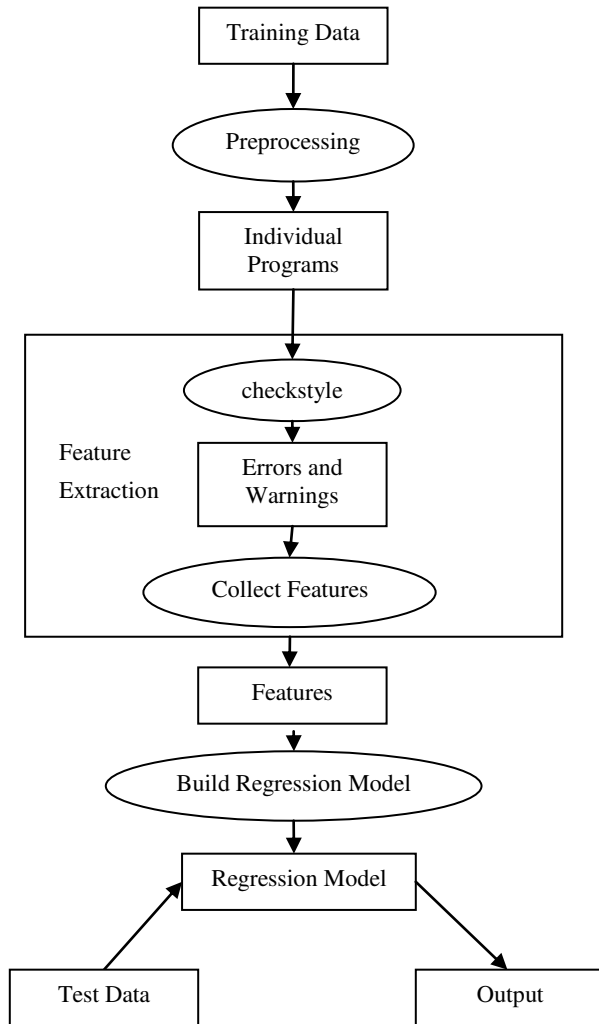 Training Data
Preprocessing
Individual
Programs
checkstyle
Feature
Extraction
Errors and
Warnings
Collect Features
Features
Build Regression Model
Regression Model
Test Data
Output